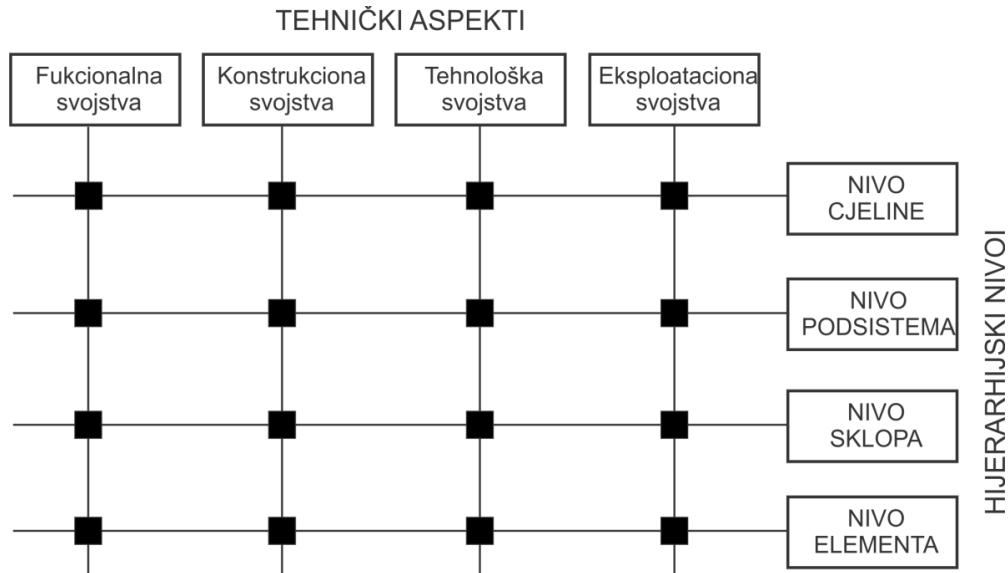 TEHNIČKI ASPEKTI
Fukcionalna
svojstva
Konstrukciona
svojstva
Tehnološka
svojstva
Eksploataciona
svojstva
NIVO
CJELINE
NIVO
PODSISTEMA
NIVO
SKLOPA
NIVO
ELEMENTA
HIJERARHIJSKI NIVOI